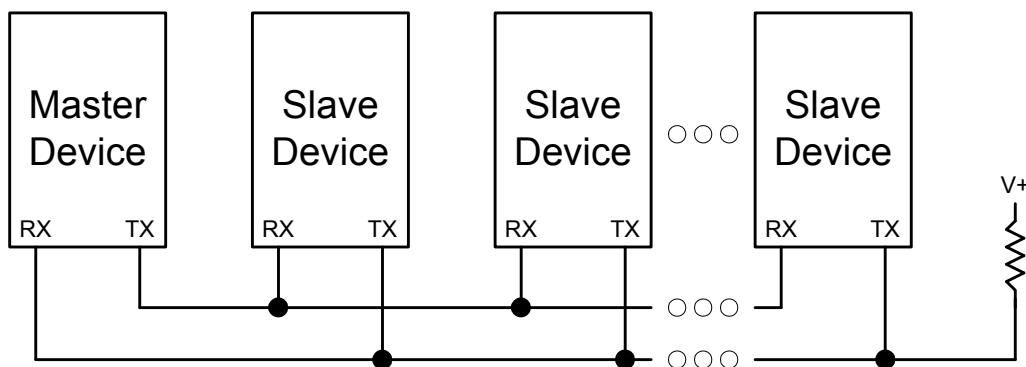 Master
Device
Slave
Device
Slave
Device
Slave
Device
RX TX
RX TX
RX TX
RX TX
V+